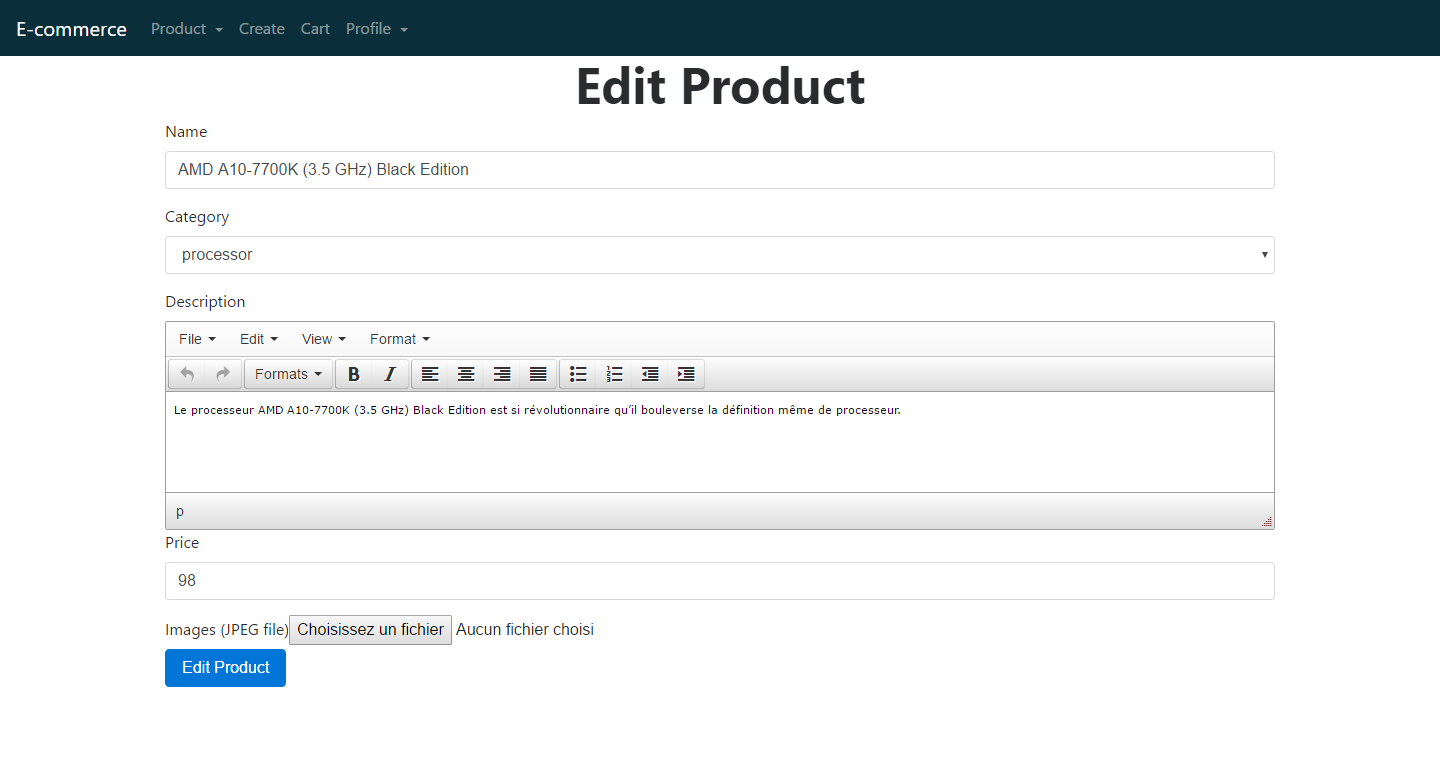 E-commerce Product Create Cart Profile
Edit Product
Name
AMD A10-7700K (3.5 GHz) Black Edition
Category
processor
Description
File Edit View Format
Formats B I
Le processeur AMD A10-7700K (3.5 GHz) Black Edition est si révolutionnaire qu’il bouleverse la définition même de processeur.
p
Price
98
Images (JPEG file) Choisissez un fichier Aucun fichier choisi
Edit Product